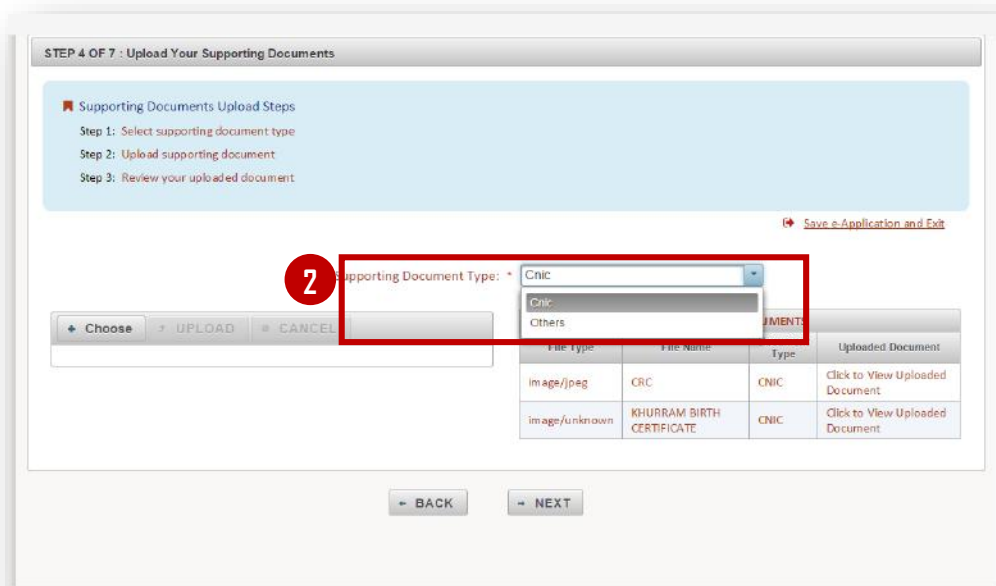 STEP 4 OF 7 : Upload Your Supporting Documents
Supporting Documents Upload Steps
Step 1: Select supporting document type
Step 2: Upload supporting document
Step 3: Review your uploaded document
Save e-Application and Exit
2
Supporting Document Type: * Cnic
Cnic
Others
Choose UPLOAD CANCEL
File Type File Name Type Uploaded Document
image/jpeg CRC CNIC Click to View Uploaded Document
image/unknown KHURRAM BIRTH CERTIFICATE CNIC Click to View Uploaded Document
BACK NEXT